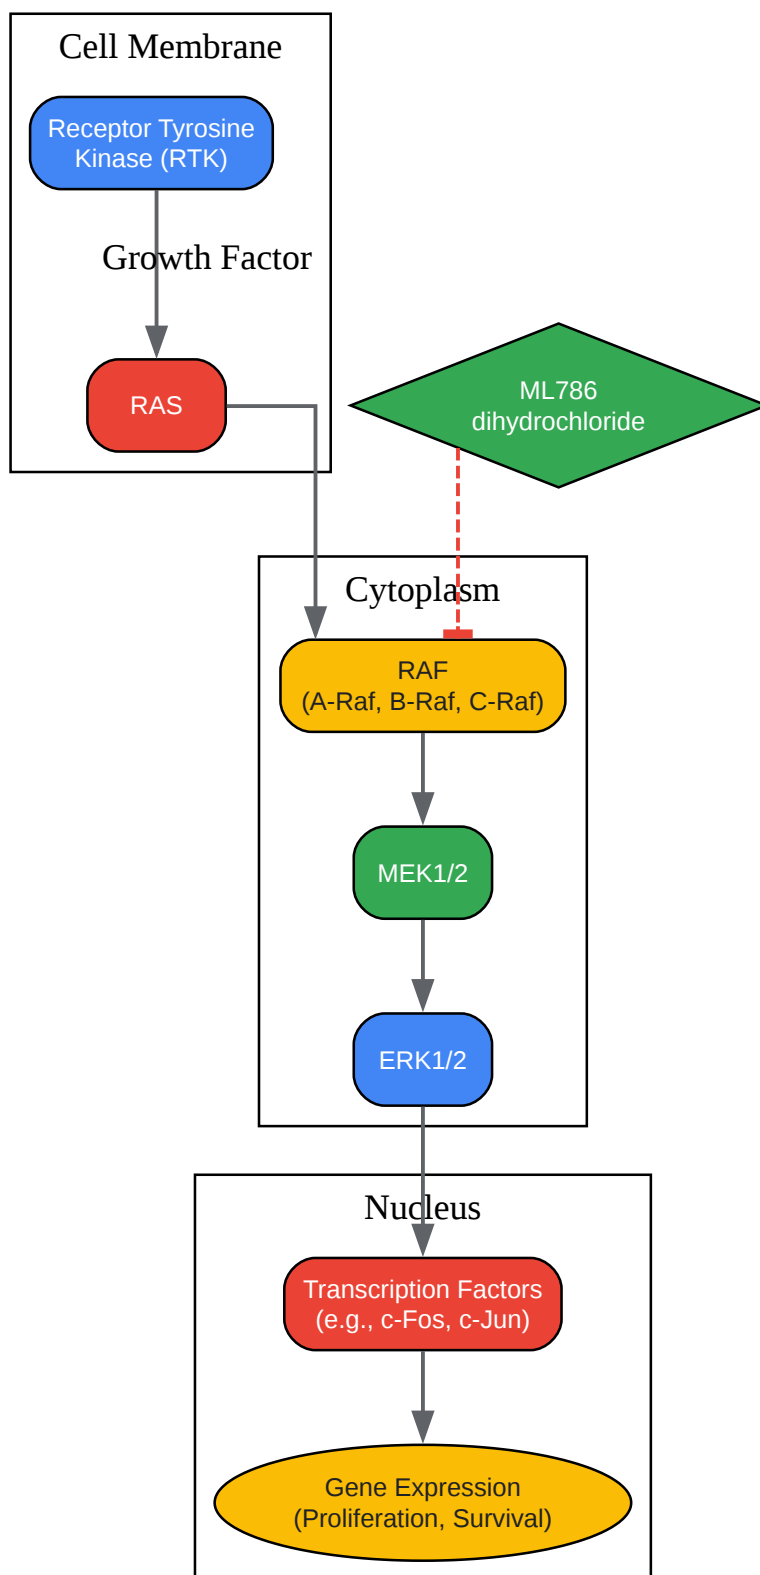 Cell Membrane
Receptor Tyrosine
Kinase (RTK)
Growth Factor
RAS
ML786
dihydrochloride
Cytoplasm
RAF
(A-Raf, B-Raf, C-Raf)
MEK1/2
ERK1/2
Nucleus
Transcription Factors
(e.g., c-Fos, c-Jun)
Gene Expression
(Proliferation, Survival)